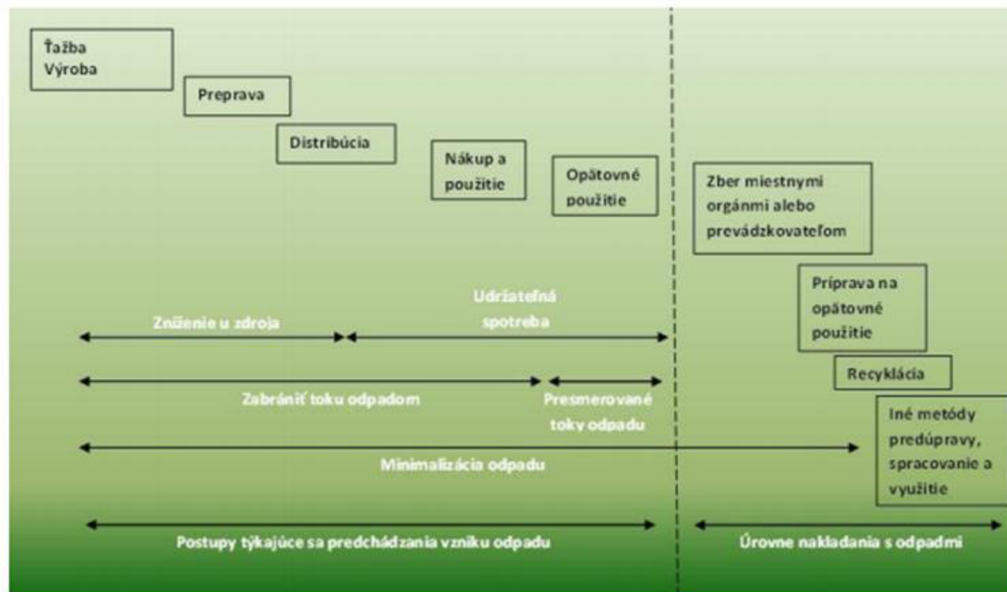 Ťažba
Výroba
Preprava
Distribúcia
Nákup a
použitie
Opätovné
použitie
Zber miestnymi
orgánmi alebo
prevádzkovateľom
Príprava na
opätovné
použitie
Recyklácia
Iné metódy
predúpravy,
spracovanie a
využitie
Udržateľná
spotreba
Zníženie u zdroja
Zabrániť toku odpadom
Presmerované
toky odpadu
Minimalizácia odpadu
Postupy týkajúce sa predchádzania vzniku odpadu
Úrovne nakladania s odpadmi